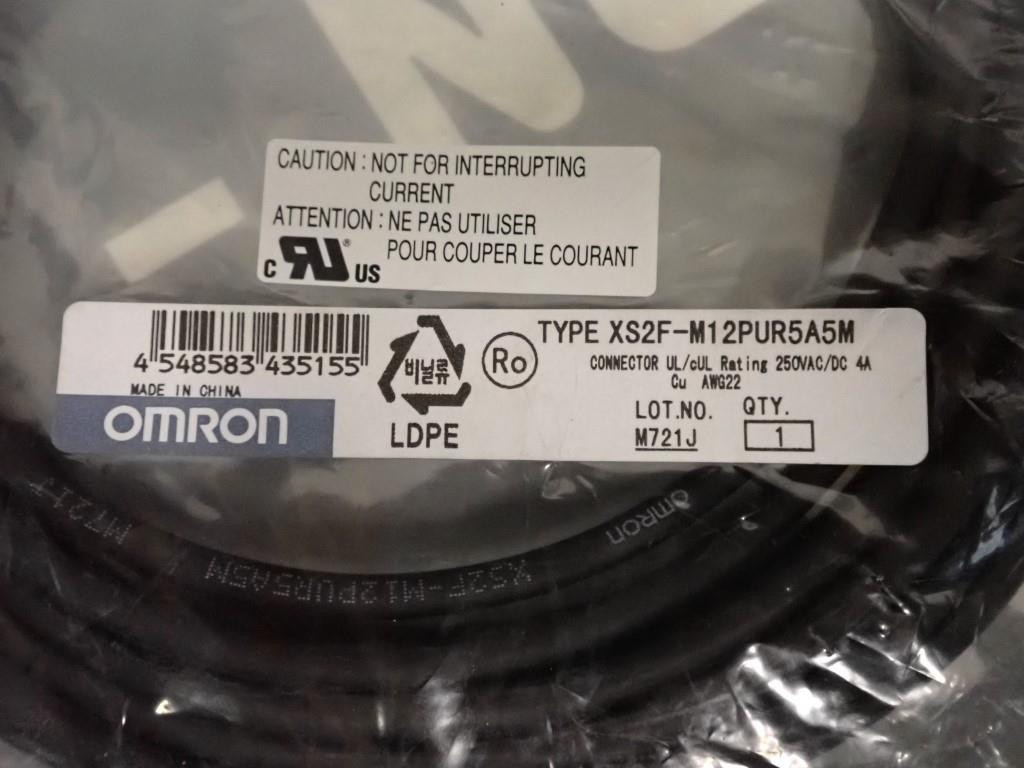 CAUTION : NOT FOR INTERRUPTING
CURRENT
ATTENTION : NE PAS UTILISER
POUR COUPER LE COURANT
C RU ® US
4 548583 435155
MADE IN CHINA
OMRON
비닐류
LDPE
Ro
TYPE XS2F-M12PUR5A5M
CONNECTOR UL/cUL Rating 250VAC/DC 4A
Cu AWG22
LOT.NO. QTY.
M721J 1
OMRON
XS2F-M12PUR5A5M